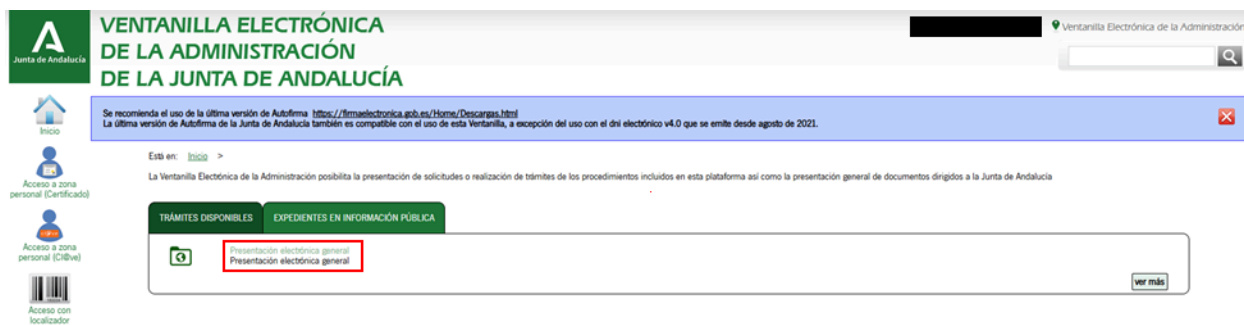 Junta de Andalucía
VENTANILLA ELECTRÓNICA
DE LA ADMINISTRACIÓN
DE LA JUNTA DE ANDALUCÍA
Ventanilla Electrónica de la Administración
Se recomienda el uso de la última versión de Autofirma https://firmaelectronica.gob.es/Home/Descargas.html
La última versión de Autofirma de la Junta de Andalucía también es compatible con el uso de esta Ventanilla, a excepción del uso con el dni electrónico v4.0 que se emite desde agosto de 2021.
Inicio
Acceso a zona
personal (Certificado)
Acceso a zona
personal (Cl@ve)
Acceso con
localizador
Está en: Inicio >
La Ventanilla Electrónica de la Administración posibilita la presentación de solicitudes o realización de trámites de los procedimientos incluidos en esta plataforma así como la presentación general de documentos dirigidos a la Junta de Andalucía
TRÁMITES DISPONIBLES EXPEDIENTES EN INFORMACIÓN PÚBLICA
Presentación electrónica general
Presentación electrónica general
ver más